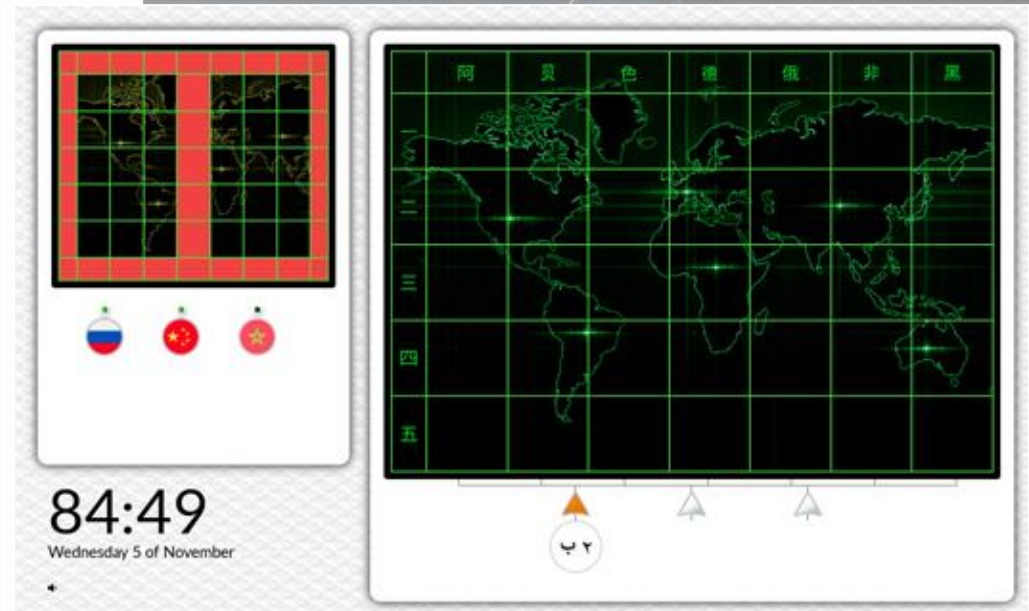 阿 贝 色 德 俄 非 黑
一
二
三
四
五
84:49
Wednesday 5 of November
٢ ب